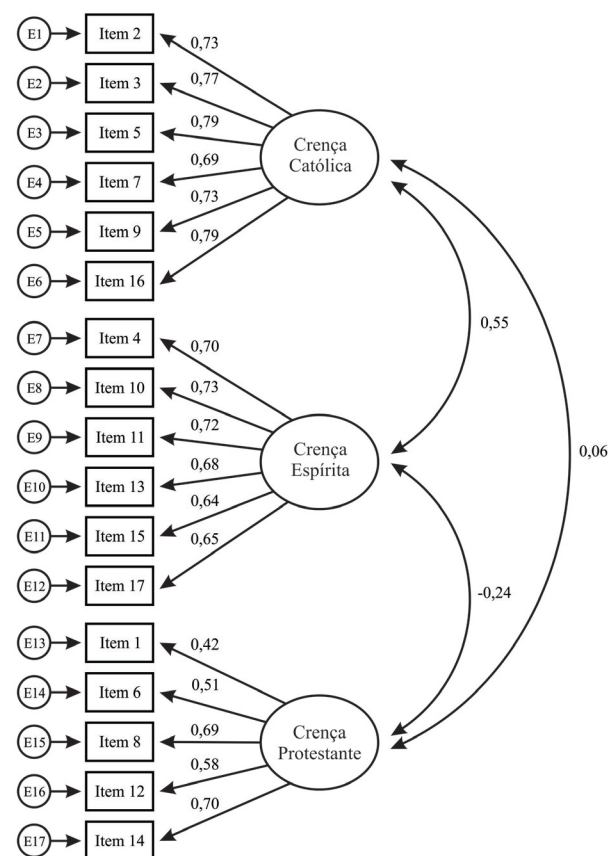 E1 Item 2 0,73
E2 Item 3 0,77
E3 Item 5 0,79
Crença
Católica
E4 Item 7 0,69
E5 Item 9 0,73
E6 Item 16 0,79
0,55
E7 Item 4 0,70
E8 Item 10 0,73
E9 Item 11 0,72
Crença
Espírita
0,06
E10 Item 13 0,68
E11 Item 15 0,64
E12 Item 17 0,65
-0,24
E13 Item 1 0,42
E14 Item 6 0,51
E15 Item 8 0,69
Crença
Protestante
E16 Item 12 0,58
E17 Item 14 0,70